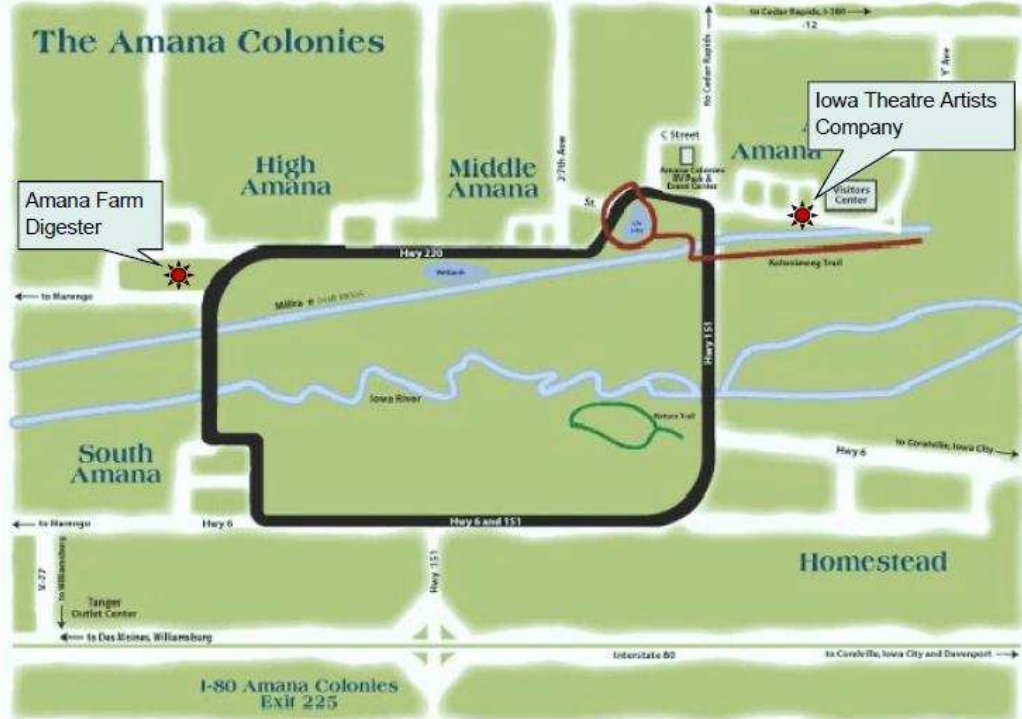 The Amana Colonies
to Cedar Rapids, I-380
12
to Cedar Rapids
Y Ave
Iowa Theatre Artists
Company
C Street
Amana
Amana Colonies
RV Park &
Event Center
Visitors
Center
High
Amana
Middle
Amana
27th Ave
St.
Amana Farm
Digester
Hwy 220
Kolonieweg Trail
to Marengo
Hwy 151
Iowa River
Nature Trail
South
Amana
Hwy 6
to Coralville, Iowa City
to Marengo
Hwy 6
Hwy 6 and 151
Homestead
V-77
to Williamsburg
Hwy 151
Tanger
Outlet Center
to Des Moines, Williamsburg
Interstate 80
to Coralville, Iowa City and Davenport
I-80 Amana Colonies
Exit 225